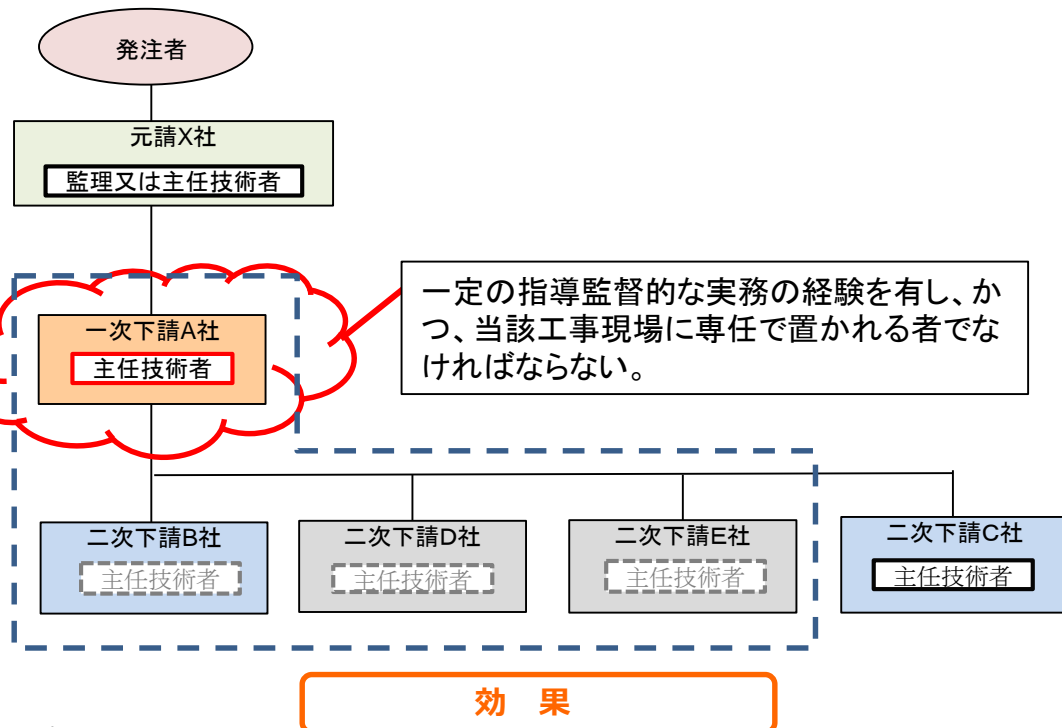 発注者
元請X社
監理又は主任技術者
一定の指導監督的な実務の経験を有し、か
つ、当該工事現場に専任で置かれる者でな
ければならない。
一次下請A社
主任技術者
二次下請B社
主任技術者
二次下請D社
主任技術者
二次下請E社
主任技術者
二次下請C社
主任技術者
効 果